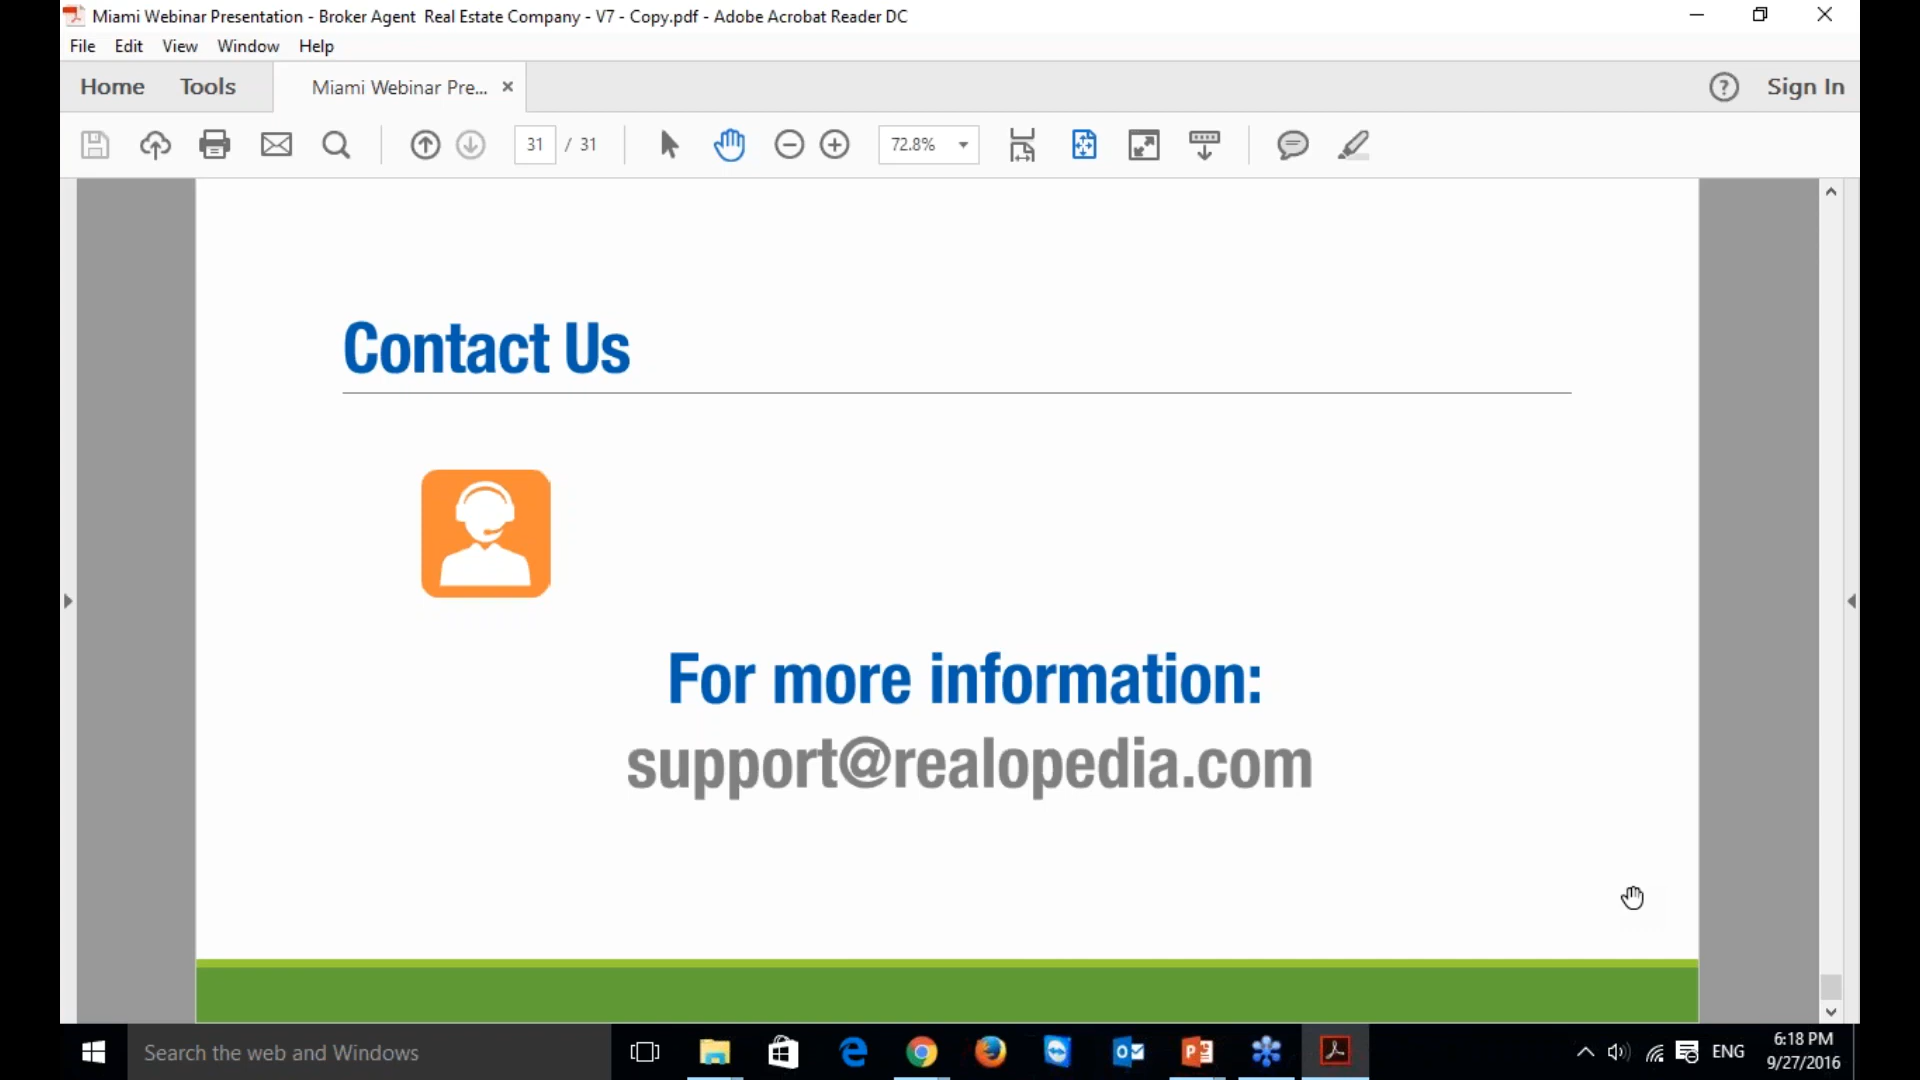 Miami Webinar Presentation - Broker Agent  Real Estate Company - V7 - Copy.pdf - Adobe Acrobat Reader DC
File Edit View Window Help
Home Tools Miami Webinar Pre... × ? Sign In
31 / 31 72.8%
Contact Us
For more information:
support@realopedia.com
Search the web and Windows
ENG
6:18 PM
9/27/2016